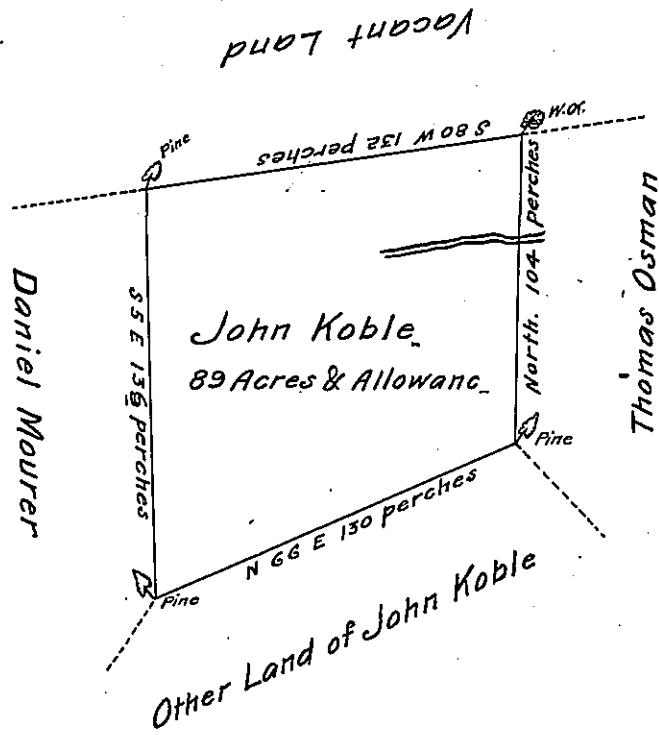 Vacant Land
Pine
S 80 W 132 perches
W.O.
Daniel Mourer
S 5 E 136 perches
John Koble
89 Acres & Allowanc
North. 104 perches
Thomas Osman
Pine
N 66 E 130 perches
Pine
Other Land of John Koble